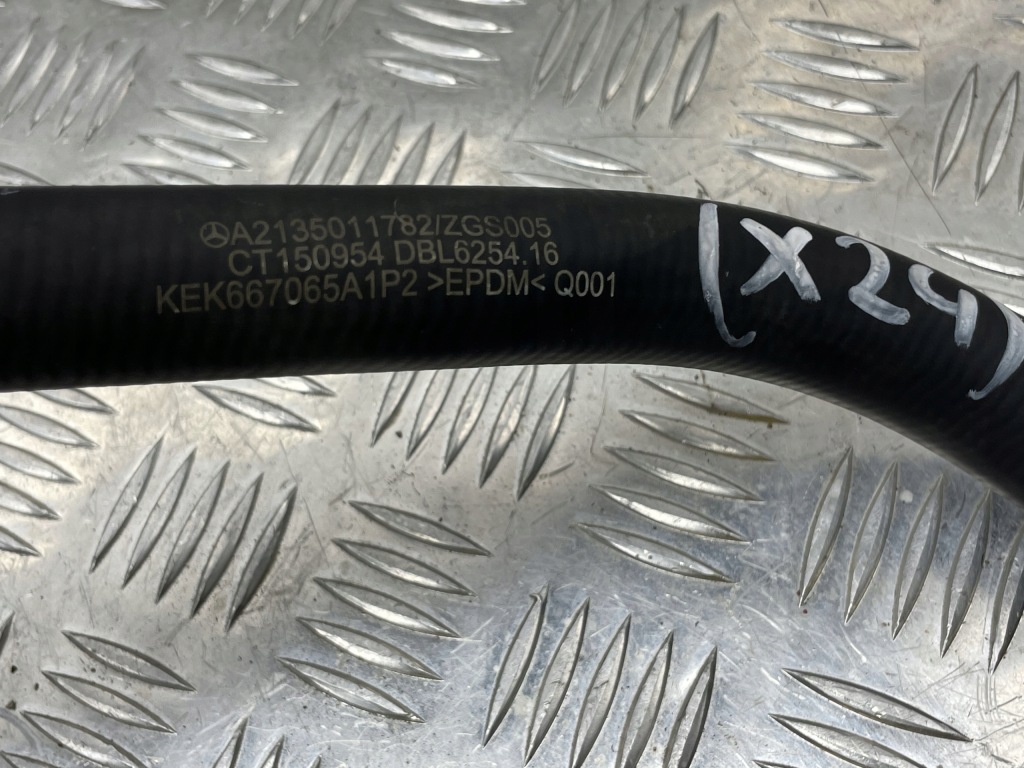 A2135011782/ZGS005
CT150954 DBL6254.16
KEK667065A1P2 >EPDM< Q001
(X24)